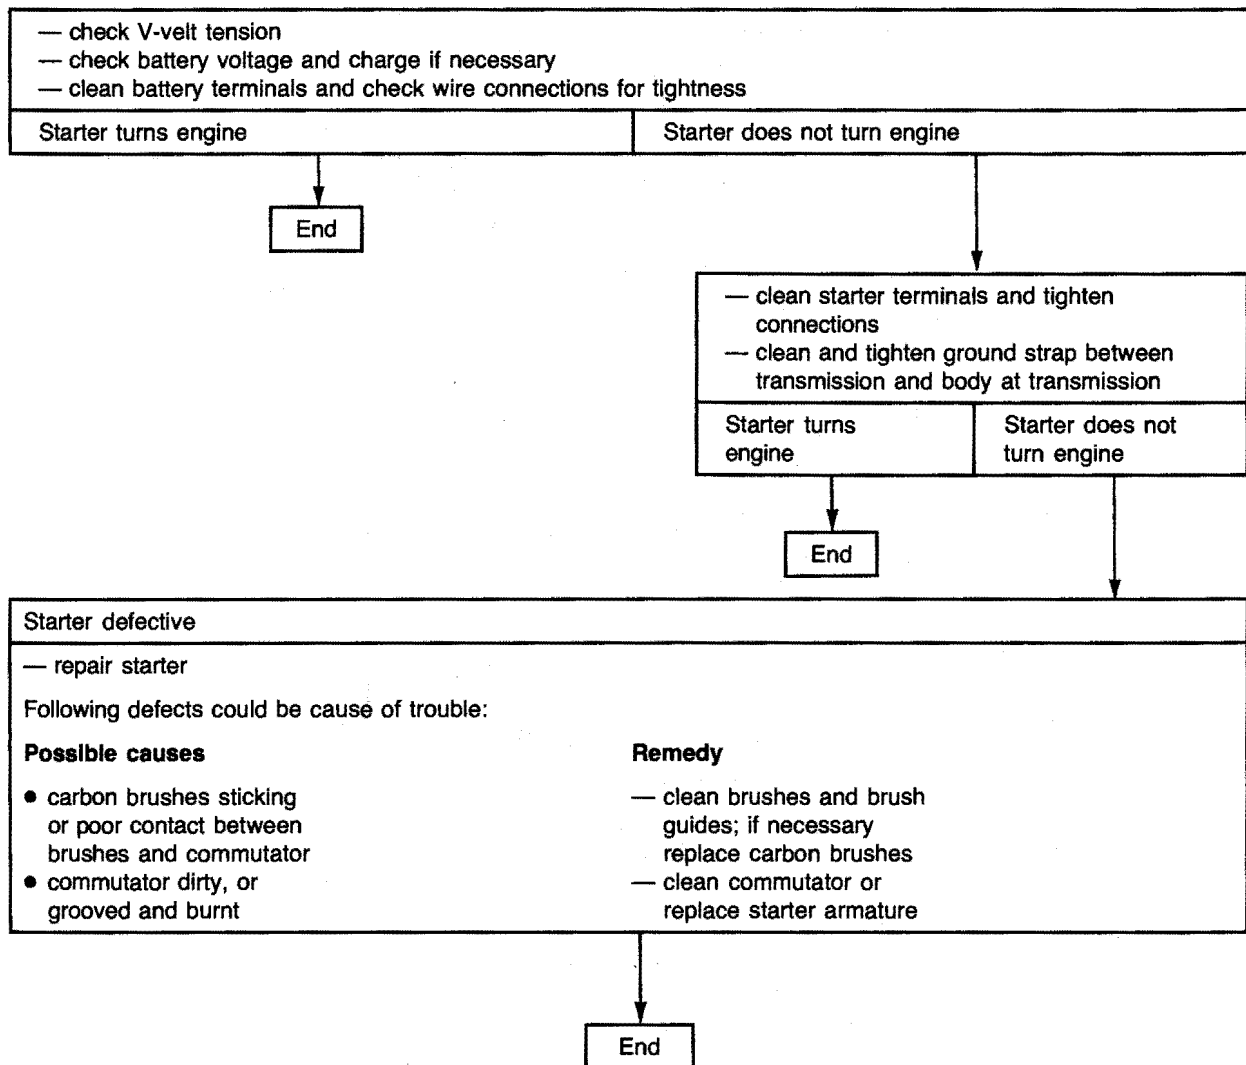 — check V-velt tension
— check battery voltage and charge if necessary
— clean battery terminals and check wire connections for tightness
Starter turns engine
Starter does not turn engine
End
— clean starter terminals and tighten
connections
— clean and tighten ground strap between
transmission and body at transmission
Starter turns
engine
Starter does not
turn engine
End
Starter defective
— repair starter
Following defects could be cause of trouble:
Possible causes
● carbon brushes sticking
or poor contact between
brushes and commutator
● commutator dirty, or
grooved and burnt
Remedy
— clean brushes and brush
guides; if necessary
replace carbon brushes
— clean commutator or
replace starter armature
End